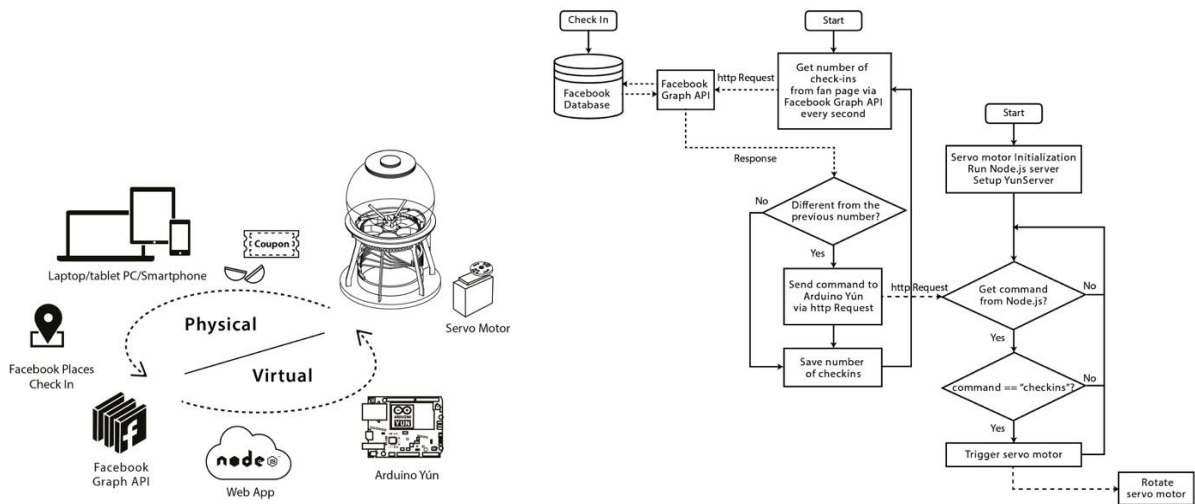 Laptop/tablet PC/Smartphone
Coupon
Servo Motor
Physical
Virtual
Facebook Places
Check In
Facebook
Graph API
node
JS
Web App
ARDUINO
YUN
Arduino Yún
Check In
Facebook
Database
Facebook
Graph API
http Request
Start
Get number of
check-ins
from fan page via
Facebook Graph API
every second
Response
Different from the
previous number?
No
Yes
Send command to
Arduino Yún
via http Request
http Request
Save number
of checkins
Start
Servo motor Initialization
Run Node.js server
Setup YunServer
Get command
from Node.js?
No
Yes
command == "checkins"?
No
Yes
Trigger servo motor
Rotate
servo motor